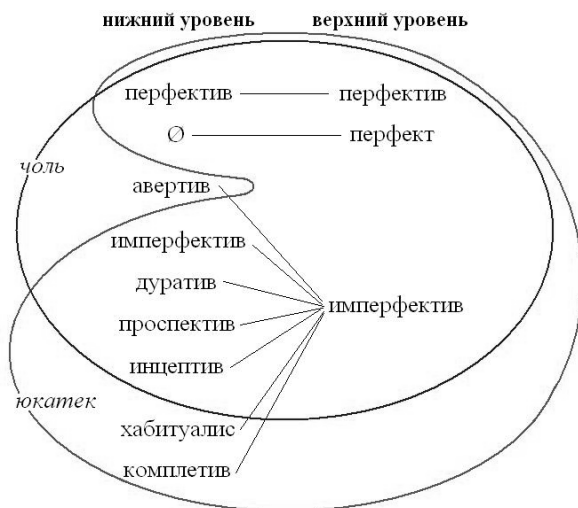 нижний уровень верхний уровень
перфектив перфектив
Ø перфект
чоль
авертив
имперфектив
дуратив
имперфектив
проспектив
инцептив
юкатек
хабитуалис
комплетив